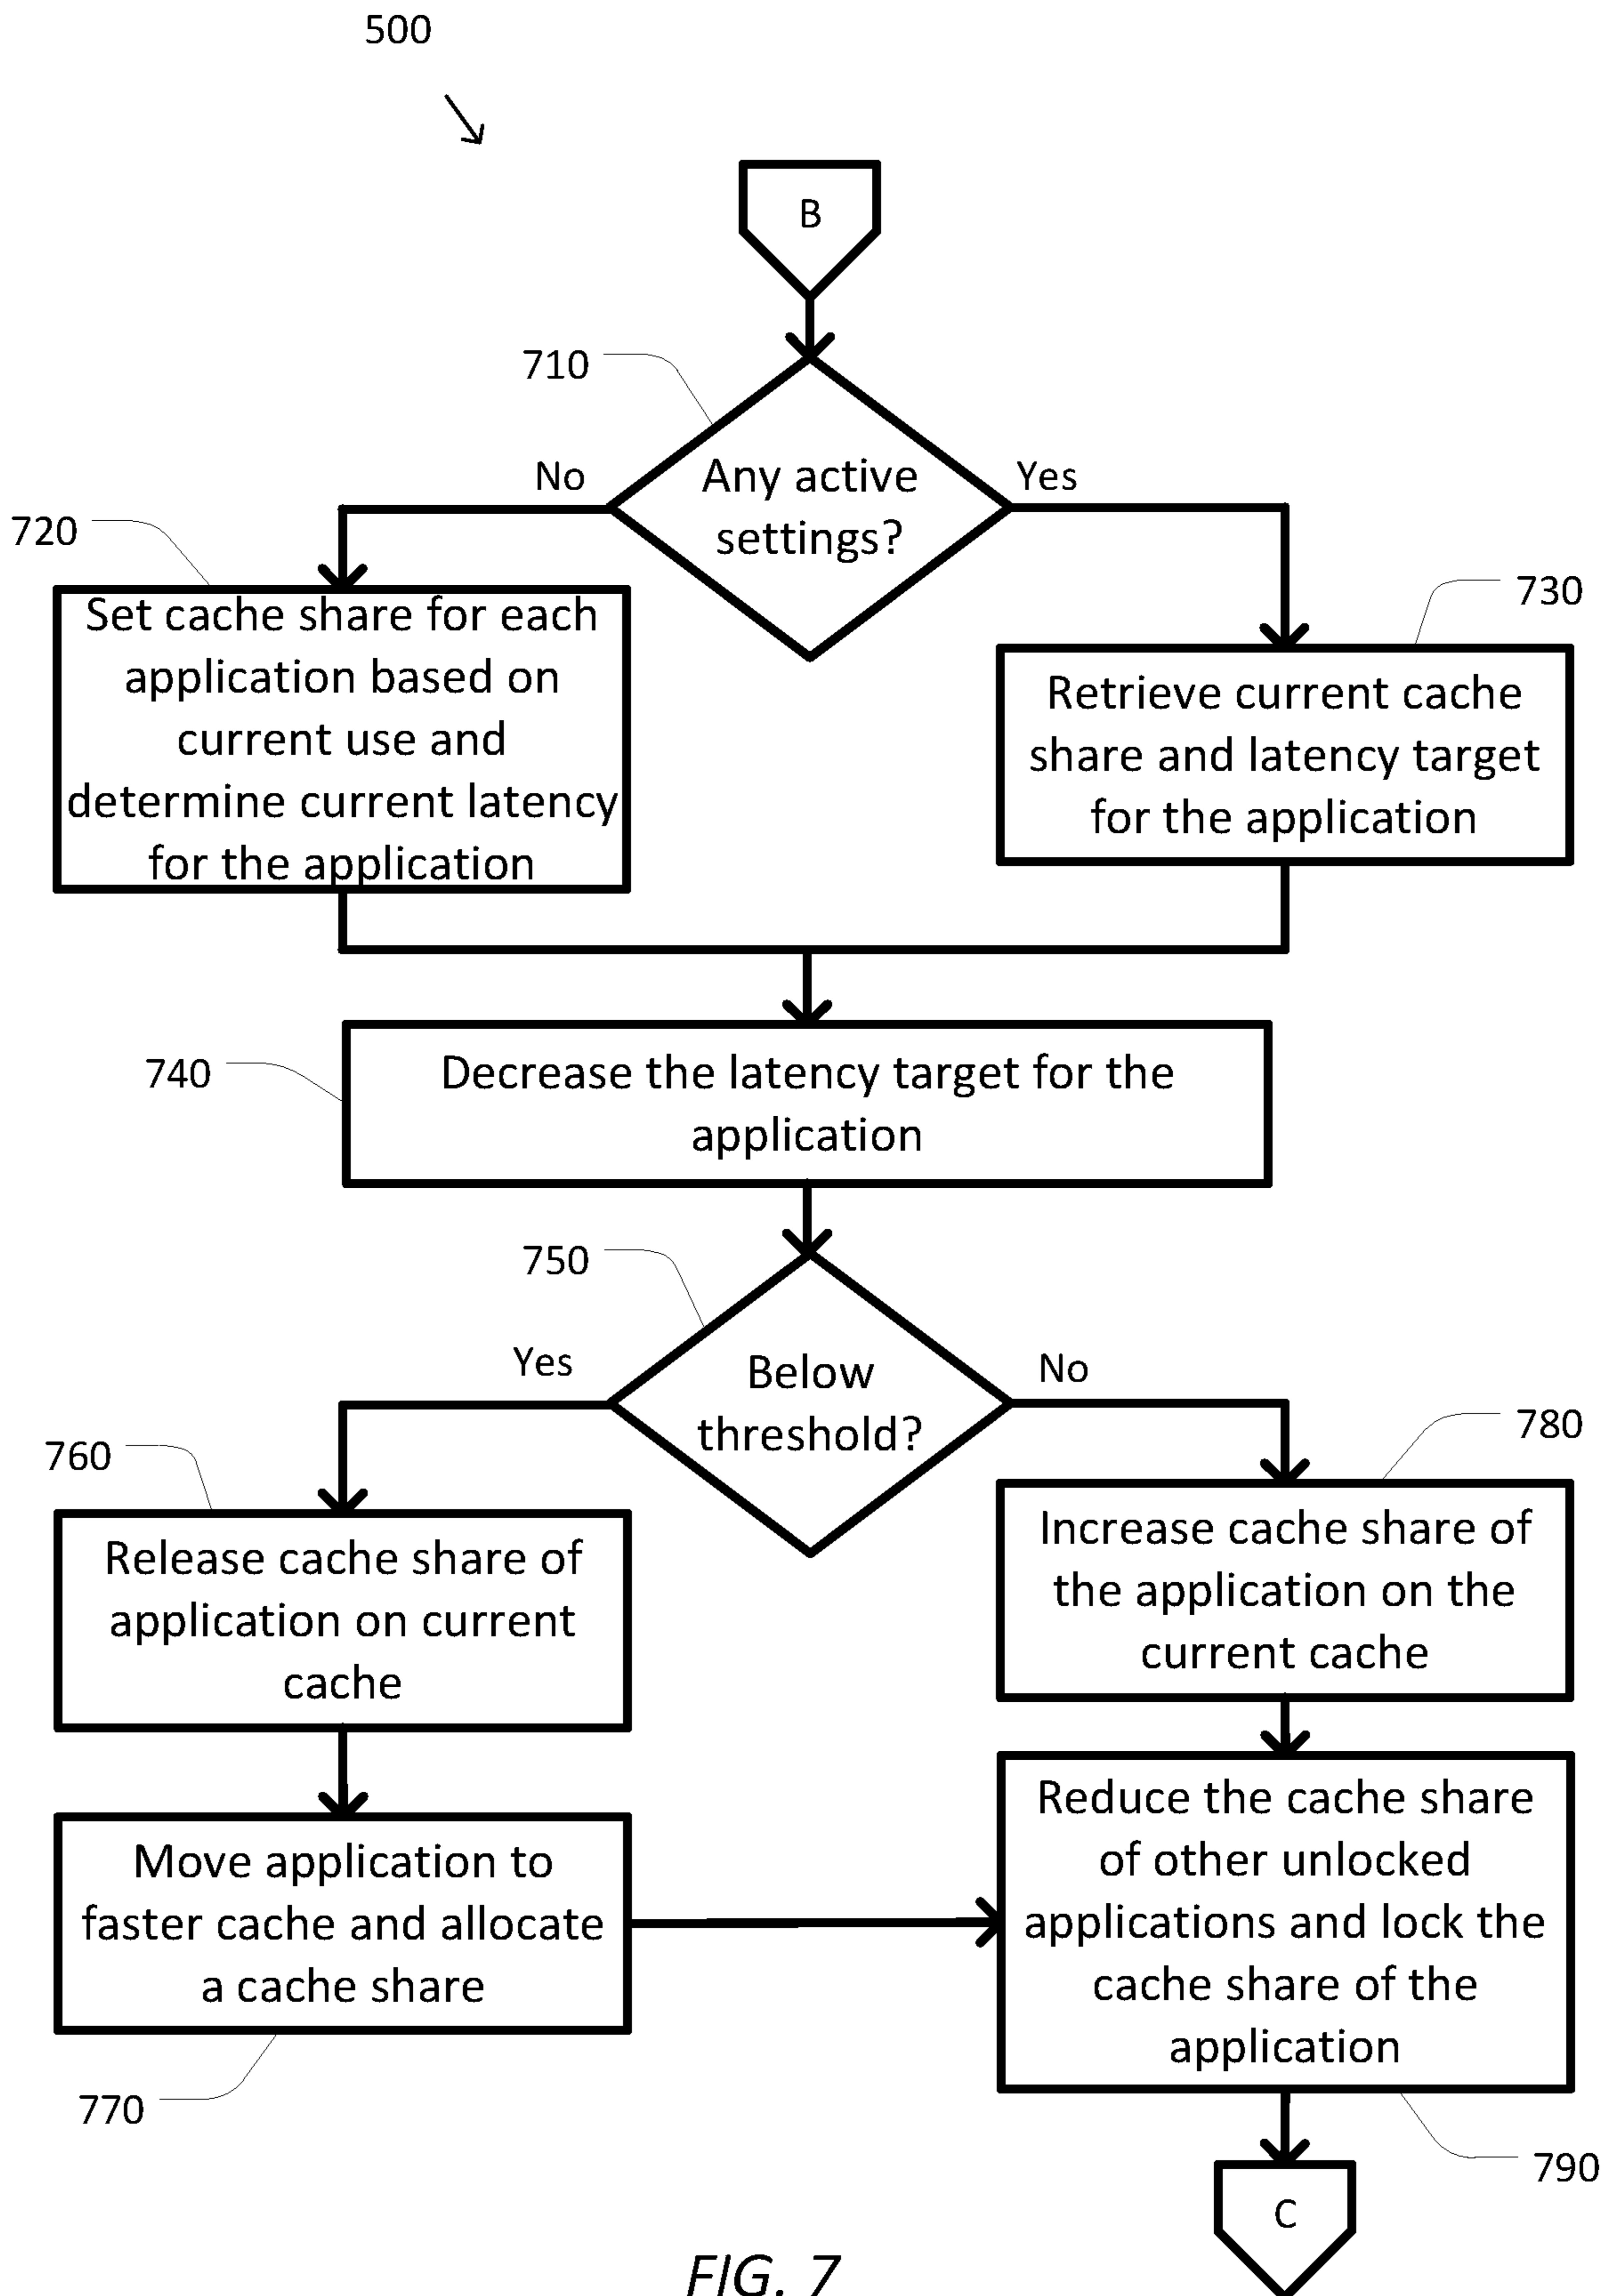 500
B
710
Any active
settings?
No
Yes
720
Set cache share for each
application based on
current use and
determine current latency
for the application
730
Retrieve current cache
share and latency target
for the application
740
Decrease the latency target for the
application
750
Below
threshold?
Yes
No
760
Release cache share of
application on current
cache
780
Increase cache share of
the application on the
current cache
Move application to
faster cache and allocate
a cache share
770
Reduce the cache share
of other unlocked
applications and lock the
cache share of the
application
790
C
FIG. 7